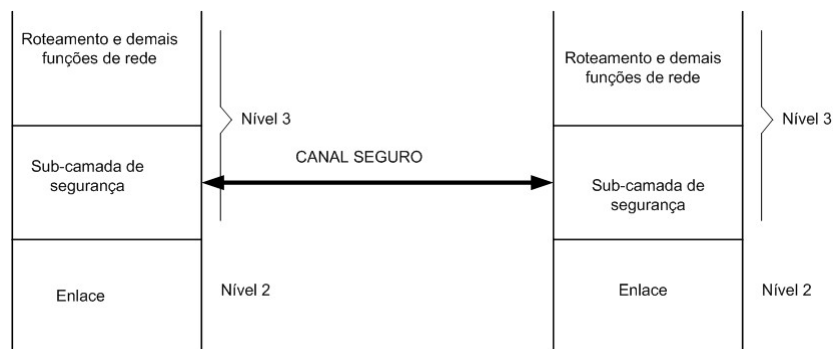 Roteamento e demais
funções de rede
Nível 3
Sub-camada de
segurança
Enlace
Nível 2
CANAL SEGURO
Roteamento e demais
funções de rede
Nível 3
Sub-camada de
segurança
Enlace
Nível 2